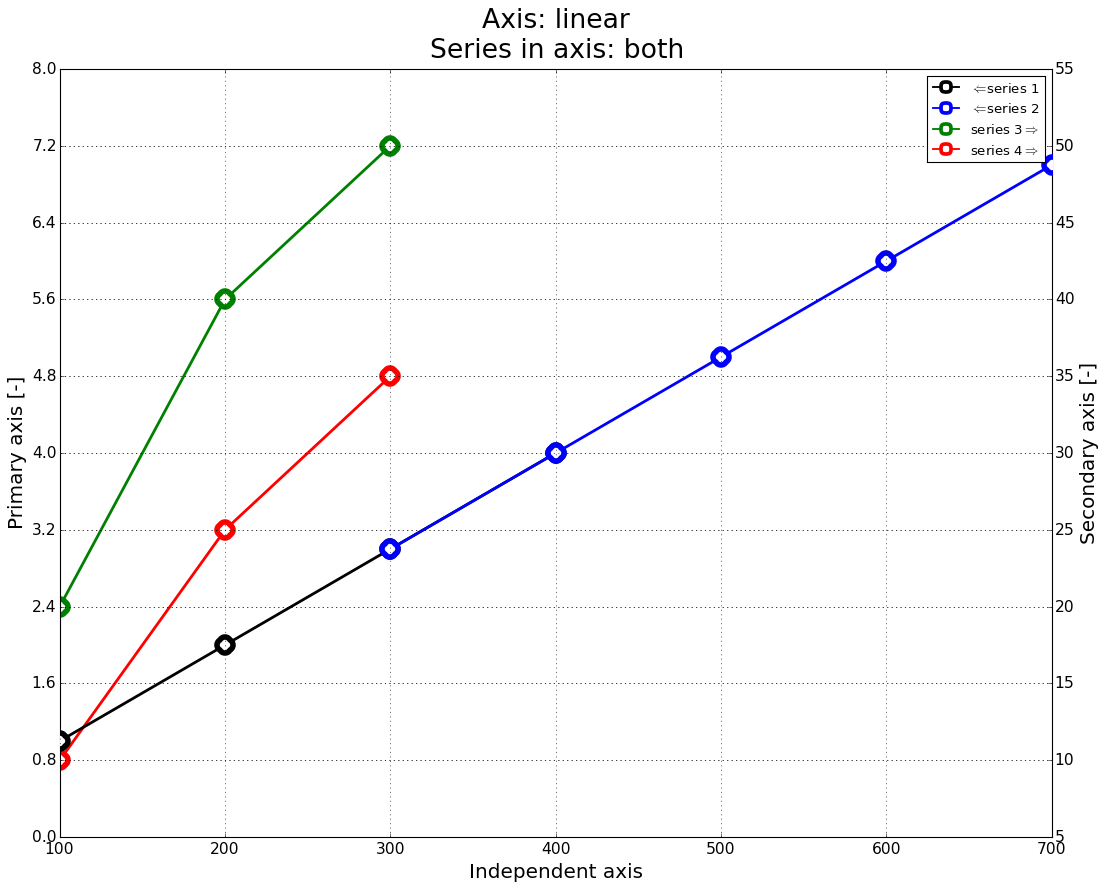 Axis: linear
Series in axis: both
8.0
7.2
6.4
5.6
4.8
4.0
3.2
2.4
1.6
0.8
0.0
Primary axis [-]
⇐series 1
⇐series 2
series 3⇒
series 4⇒
55
50
45
40
35
30
25
20
15
10
5
Secondary axis [-]
100 200 300 400 500 600 700
Independent axis